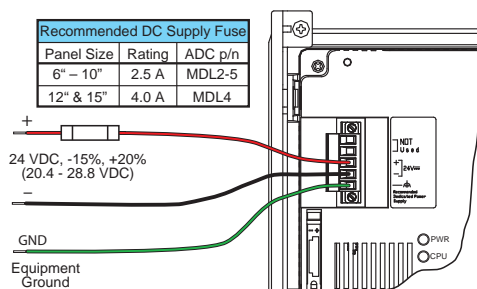 Recommended DC Supply Fuse
Panel Size Rating ADC p/n
6“ – 10” 2.5 A MDL2-5
12“ & 15” 4.0 A MDL4
+
24 VDC, -15%, +20%
(20.4 - 28.8 VDC)
–
GND
Equipment
Ground
NOT
Used
+
24V
–
Recommended
Dedicated Power
Supply
– +
PWR
CPU